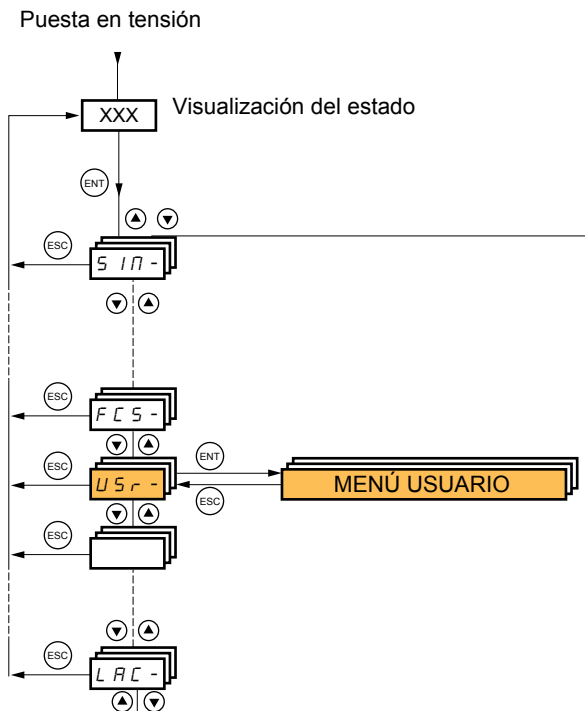 Puesta en tensión
XXX
Visualización del estado
ENT
ESC
SIM-
ESC
FCS-
ESC
USr-
ENT
ESC
MENÚ USUARIO
ESC
ESC
LAC-